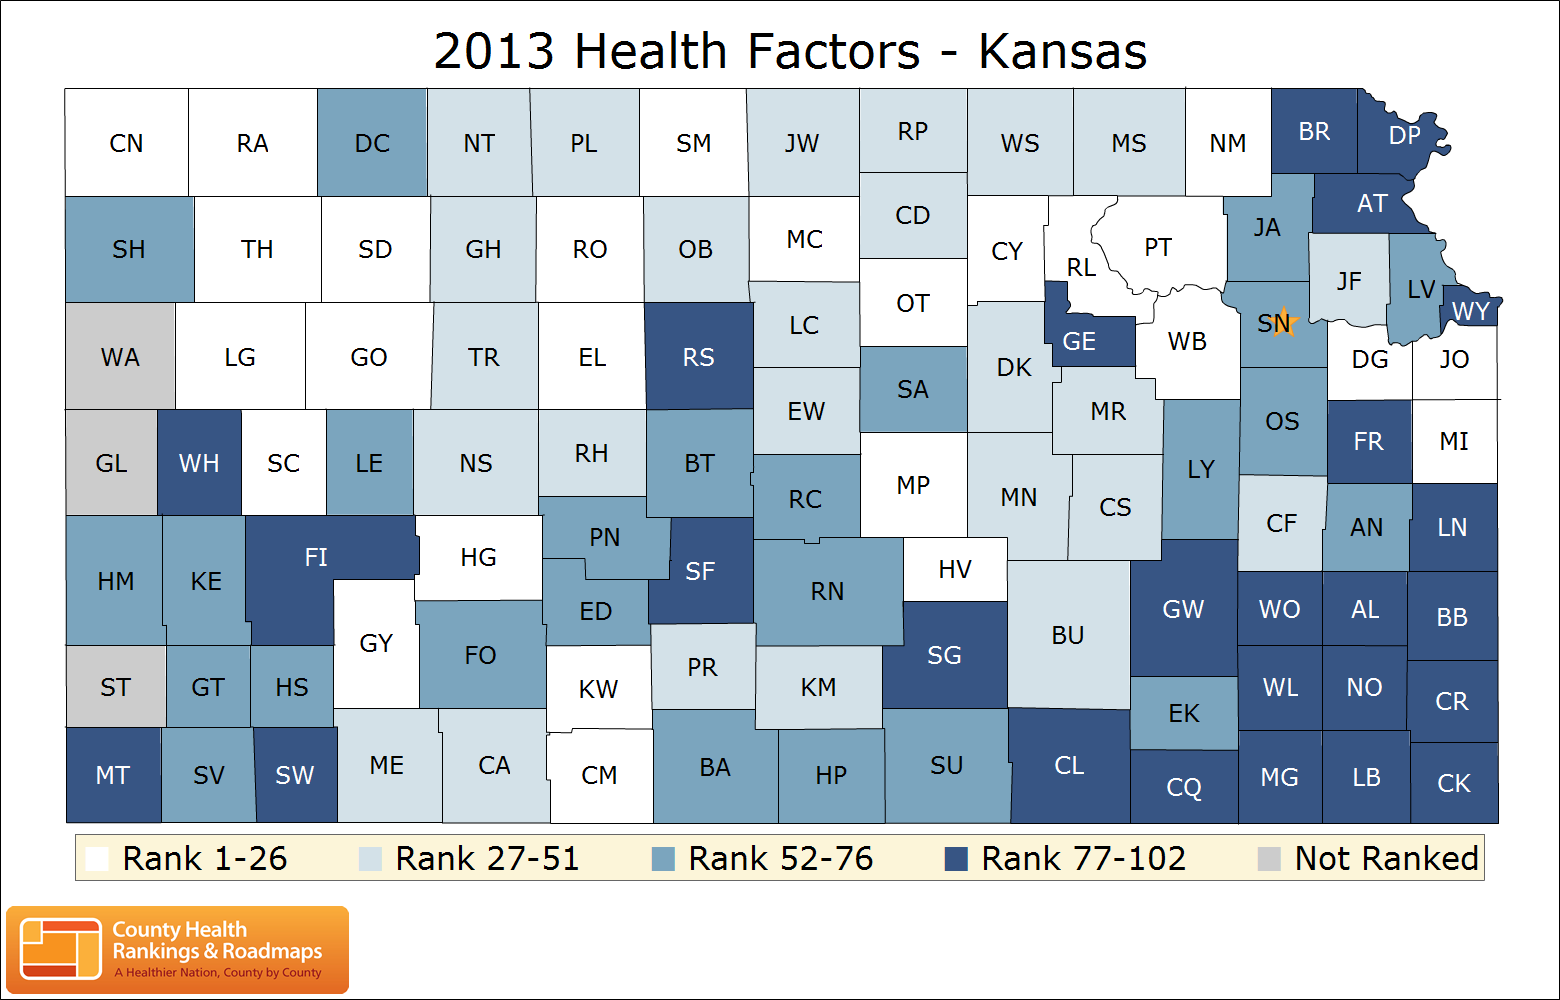 2013 Health Factors - Kansas
CN RA DC NT PL SM JW RP WS MS NM BR DP
SH TH SD GH RO OB MC CD CY RL PT JA AT
WA LG GO TR EL RS LC OT DK GE WB SN JF LV WY
GL WH SC LE NS RH BT EW SA MR DG JO
HM KE FI HG PN SF RC MP MN CS LY OS FR MI
GY FO ED RN HV BU GW CF AN LN
ST GT HS KW PR KM SG EK WO AL BB
MT SV SW ME CA CM BA HP SU CL CQ WL NO CR
MG LB CK
Rank 1-26 Rank 27-51 Rank 52-76 Rank 77-102 Not Ranked
County Health
Rankings & Roadmaps
A Healthier Nation, County by County